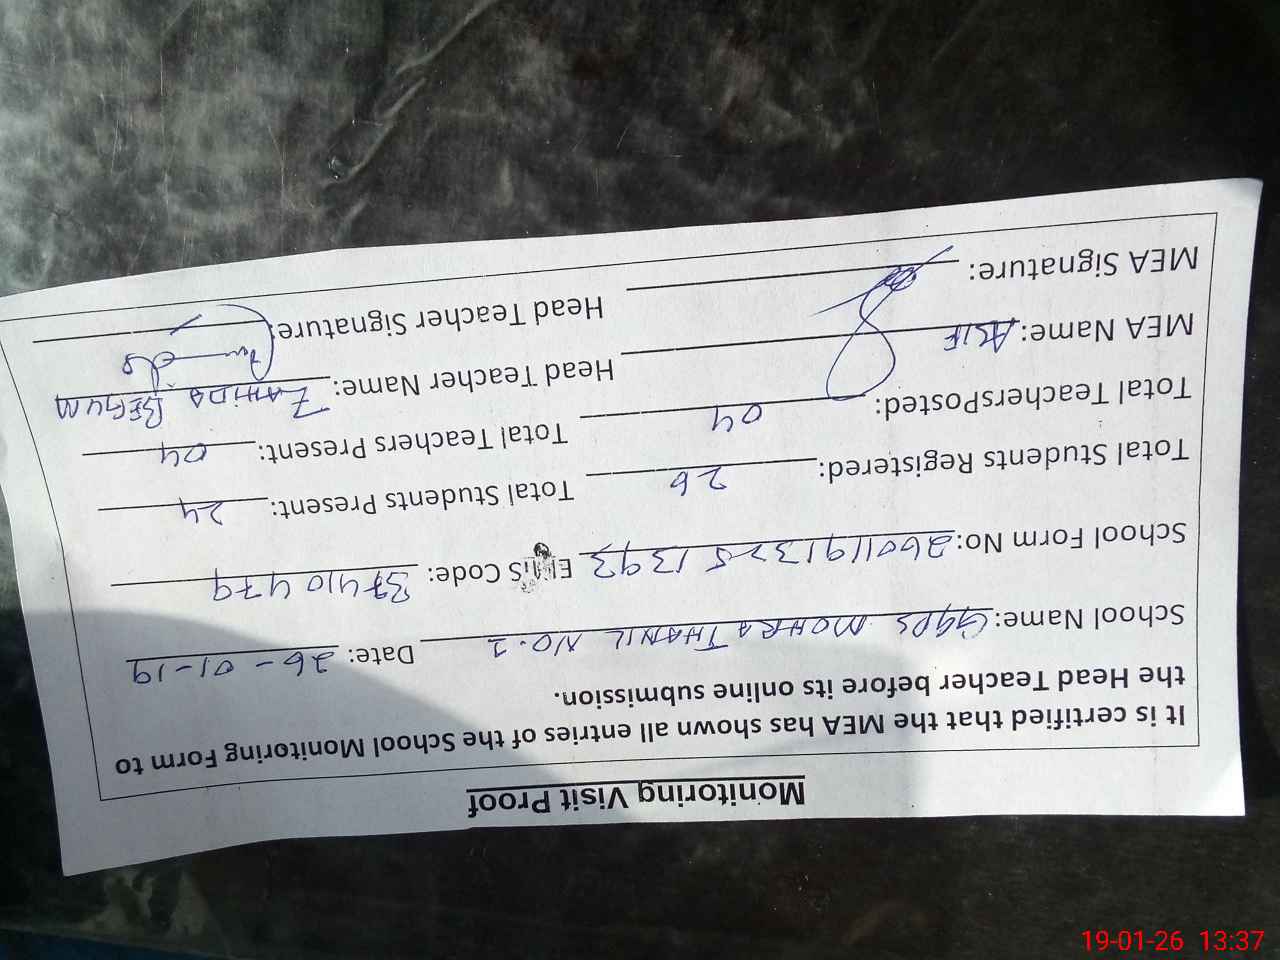 Monitoring Visit Proof
It is certified that the MEA has shown all entries of the School Monitoring Form to
the Head Teacher before its online submission.
School Name: GGPS MOHRA THANIL NO. 1 Date: 26-01-19
School Form No: EMIS Code: 37410479
Total Students Registered: 26 Total Students Present: 24
Total TeachersPosted: 04 Total Teachers Present: 04
MEA Name: ASIF Head Teacher Name: ZAHIDA BEGUM
MEA Signature: Head Teacher Signature:
19-01-26 13:37